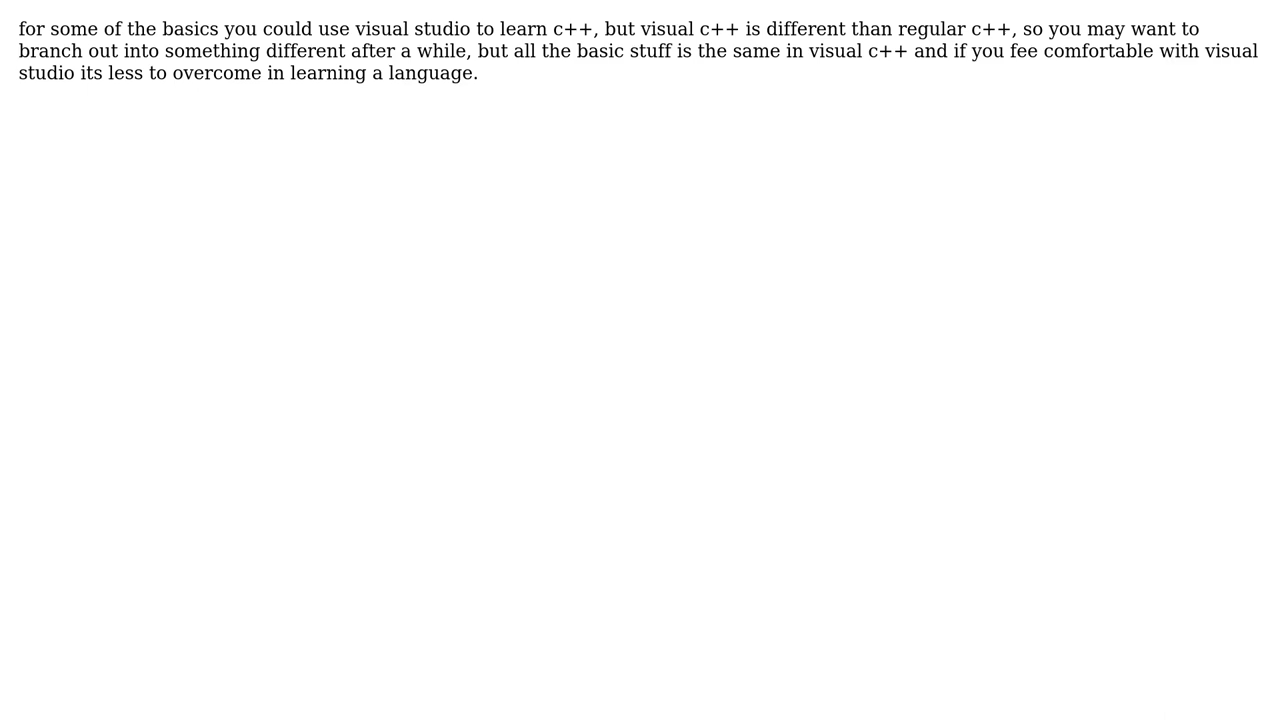 for some of the basics you could use visual studio to learn c++, but visual c++ is different than regular c++, so you may want to
branch out into something different after a while, but all the basic stuff is the same in visual c++ and if you fee comfortable with visual
studio its less to overcome in learning a language.